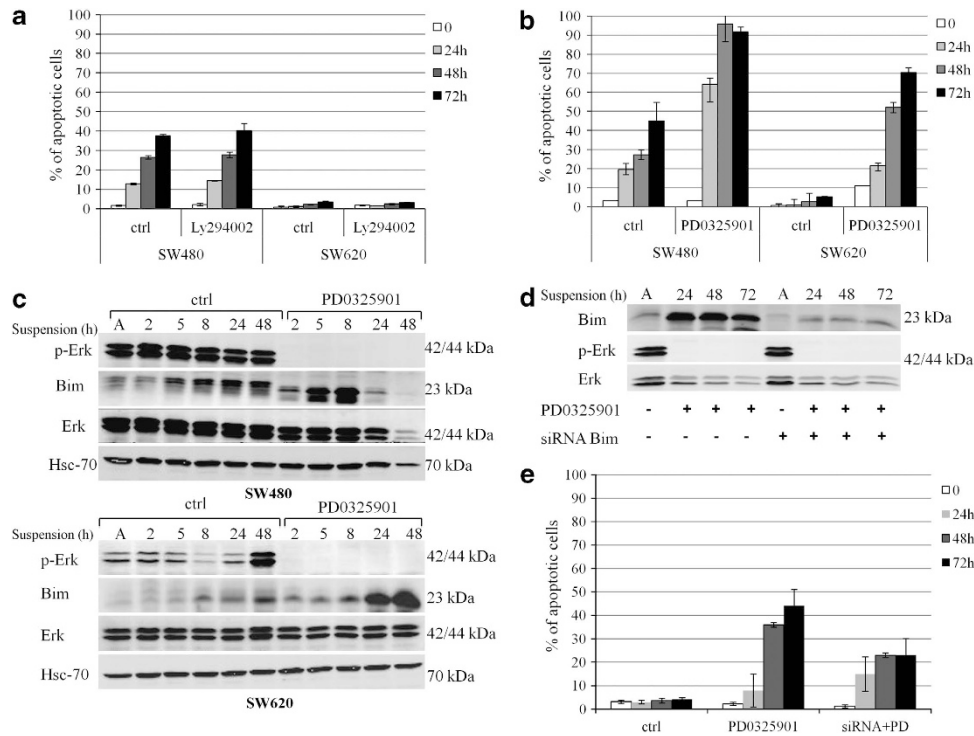 a
% of apoptotic cells
100
90
80
70
60
50
40
30
20
10
0
0
24h
48h
72h
ctrl Ly294002 ctrl Ly294002
SW480 SW620
b
% of apoptotic cells
100
90
80
70
60
50
40
30
20
10
0
0
24h
48h
72h
ctrl PD0325901 ctrl PD0325901
SW480 SW620
c
ctrl PD0325901
Suspension (h) A 2 5 8 24 48 2 5 8 24 48
p-Erk 42/44 kDa
Bim 23 kDa
Erk 42/44 kDa
Hsc-70 70 kDa
SW480
ctrl PD0325901
Suspension (h) A 2 5 8 24 48 2 5 8 24 48
p-Erk 42/44 kDa
Bim 23 kDa
Erk 42/44 kDa
Hsc-70 70 kDa
SW620
d
Suspension (h) A 24 48 72 A 24 48 72
Bim 23 kDa
p-Erk
42/44 kDa
Erk
PD0325901 - + + + - + + +
siRNA Bim - - - - + + + +
e
% of apoptotic cells
100
90
80
70
60
50
40
30
20
10
0
0
24h
48h
72h
ctrl PD0325901 siRNA+PD